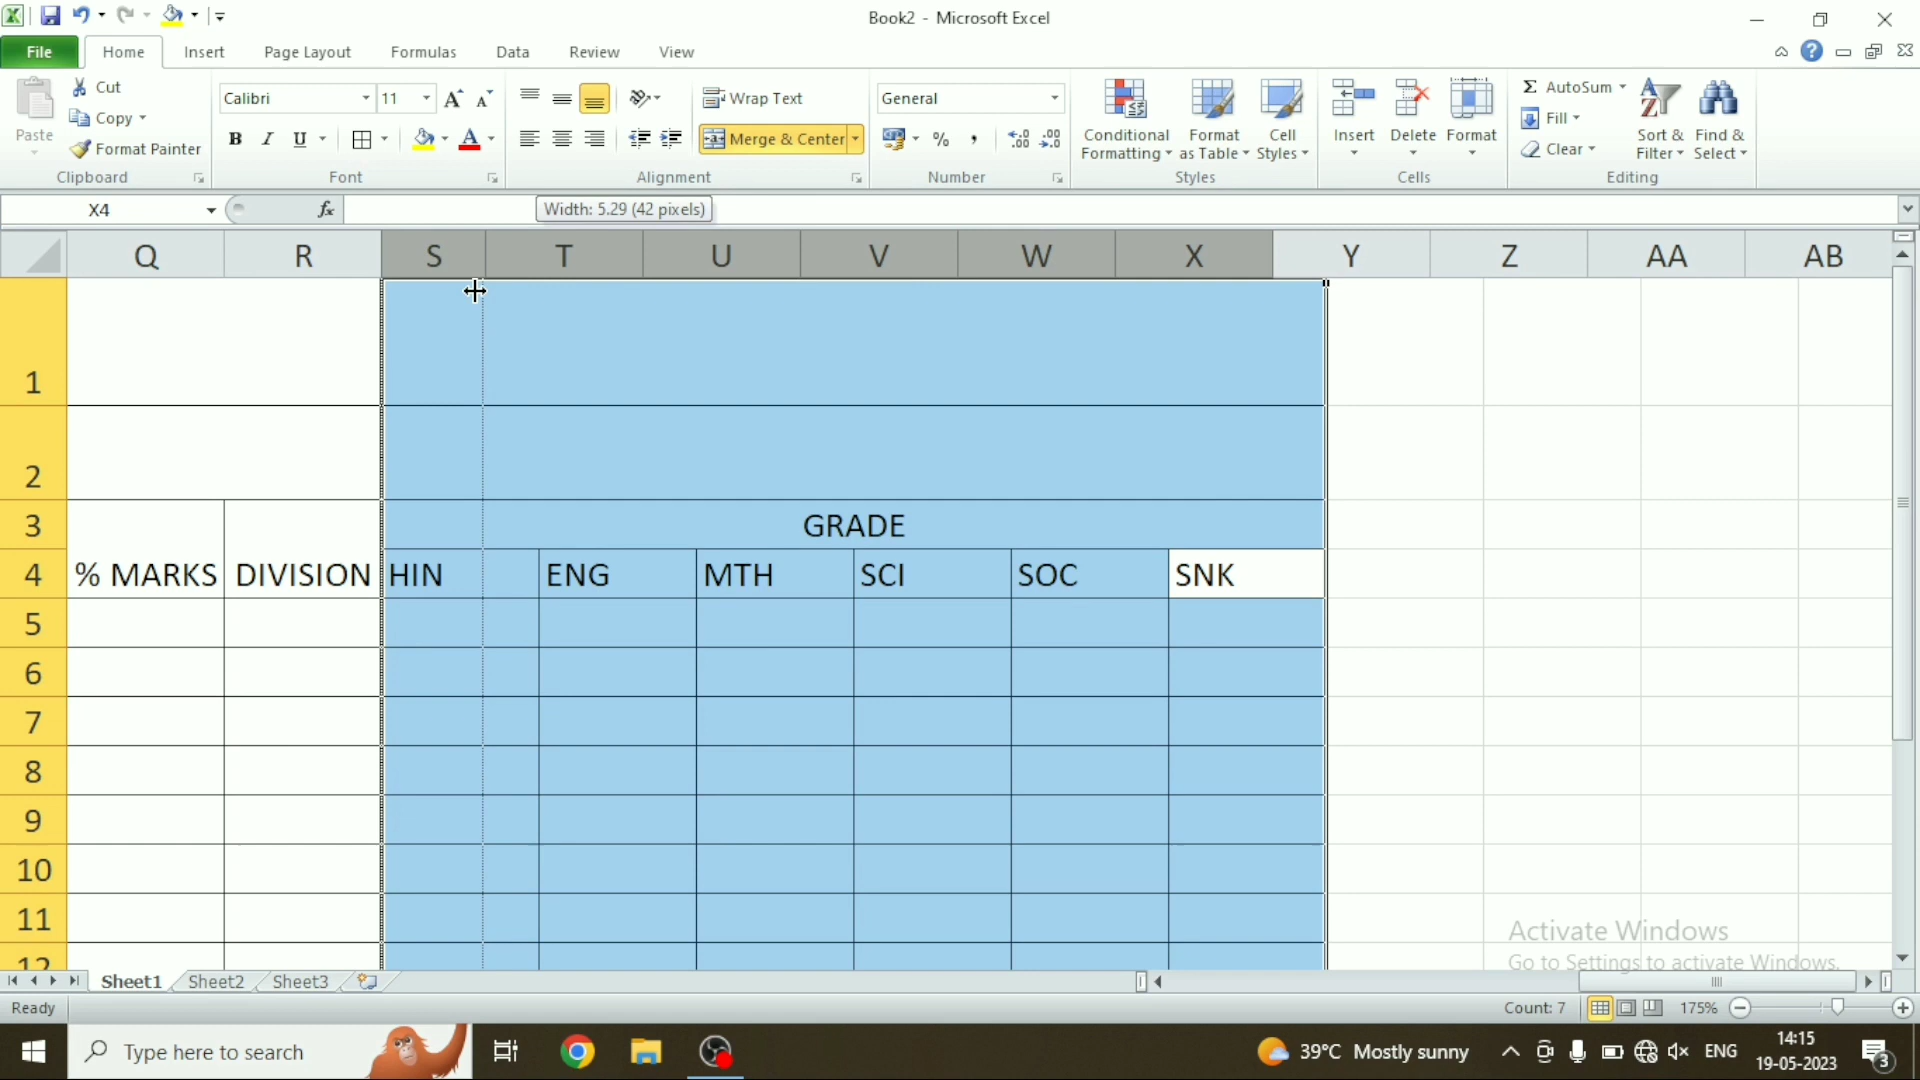 Book2 - Microsoft Excel
File Home Insert Page Layout Formulas Data Review View
Paste
Cut
Copy
Format Painter
Clipboard
Calibri 11
B I U
Font
Wrap Text
Merge & Center
Alignment
General
% ,
Number
Conditional Formatting
Format as Table
Cell Styles
Styles
Insert Delete Format
Cells
Σ AutoSum
Fill
Clear
Sort & Filter
Find & Select
Editing
X4 fx
Width: 5.29 (42 pixels)
Q R S T U V W X Y Z AA AB
1
2
3 GRADE
4 % MARKS DIVISION HIN ENG MTH SCI SOC SNK
5
6
7
8
9
10
11
12
Activate Windows
Go to Settings to activate Windows.
Sheet1 Sheet2 Sheet3
Ready Count: 7 175%
Type here to search
39°C Mostly sunny
ENG
14:15
19-05-2023
3